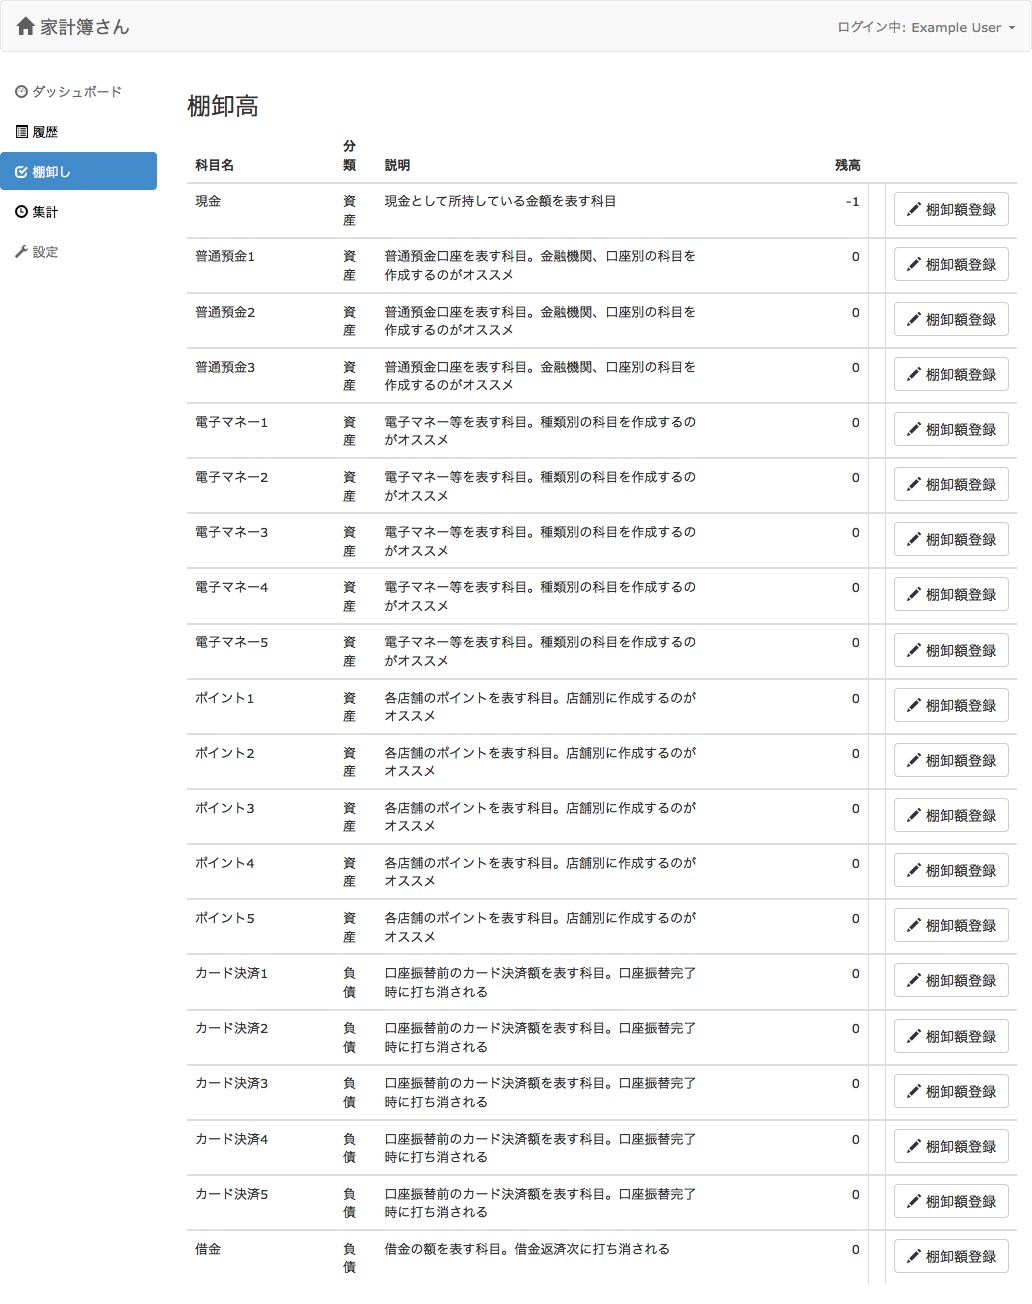 家計簿さん
ログイン中: Example User
ダッシュボード
履歴
棚卸し
集計
設定
棚卸高
科目名 分類 説明 残高
現金 資産 現金として所持している金額を表す科目 -1 棚卸額登録
普通預金1 資産 普通預金口座を表す科目。金融機関、口座別の科目を 0 棚卸額登録
作成するのがオススメ
普通預金2 資産 普通預金口座を表す科目。金融機関、口座別の科目を 0 棚卸額登録
作成するのがオススメ
普通預金3 資産 普通預金口座を表す科目。金融機関、口座別の科目を 0 棚卸額登録
作成するのがオススメ
電子マネー1 資産 電子マネー等を表す科目。種類別の科目を作成するの 0 棚卸額登録
がオススメ
電子マネー2 資産 電子マネー等を表す科目。種類別の科目を作成するの 0 棚卸額登録
がオススメ
電子マネー3 資産 電子マネー等を表す科目。種類別の科目を作成するの 0 棚卸額登録
がオススメ
電子マネー4 資産 電子マネー等を表す科目。種類別の科目を作成するの 0 棚卸額登録
がオススメ
電子マネー5 資産 電子マネー等を表す科目。種類別の科目を作成するの 0 棚卸額登録
がオススメ
ポイント1 資産 各店舗のポイントを表す科目。店舗別に作成するのが 0 棚卸額登録
オススメ
ポイント2 資産 各店舗のポイントを表す科目。店舗別に作成するのが 0 棚卸額登録
オススメ
ポイント3 資産 各店舗のポイントを表す科目。店舗別に作成するのが 0 棚卸額登録
オススメ
ポイント4 資産 各店舗のポイントを表す科目。店舗別に作成するのが 0 棚卸額登録
オススメ
ポイント5 資産 各店舗のポイントを表す科目。店舗別に作成するのが 0 棚卸額登録
オススメ
カード決済1 負債 口座振替前のカード決済額を表す科目。口座振替完了 0 棚卸額登録
時に打ち消される
カード決済2 負債 口座振替前のカード決済額を表す科目。口座振替完了 0 棚卸額登録
時に打ち消される
カード決済3 負債 口座振替前のカード決済額を表す科目。口座振替完了 0 棚卸額登録
時に打ち消される
カード決済4 負債 口座振替前のカード決済額を表す科目。口座振替完了 0 棚卸額登録
時に打ち消される
カード決済5 負債 口座振替前のカード決済額を表す科目。口座振替完了 0 棚卸額登録
時に打ち消される
借金 負債 借金の額を表す科目。借金返済次に打ち消される 0 棚卸額登録